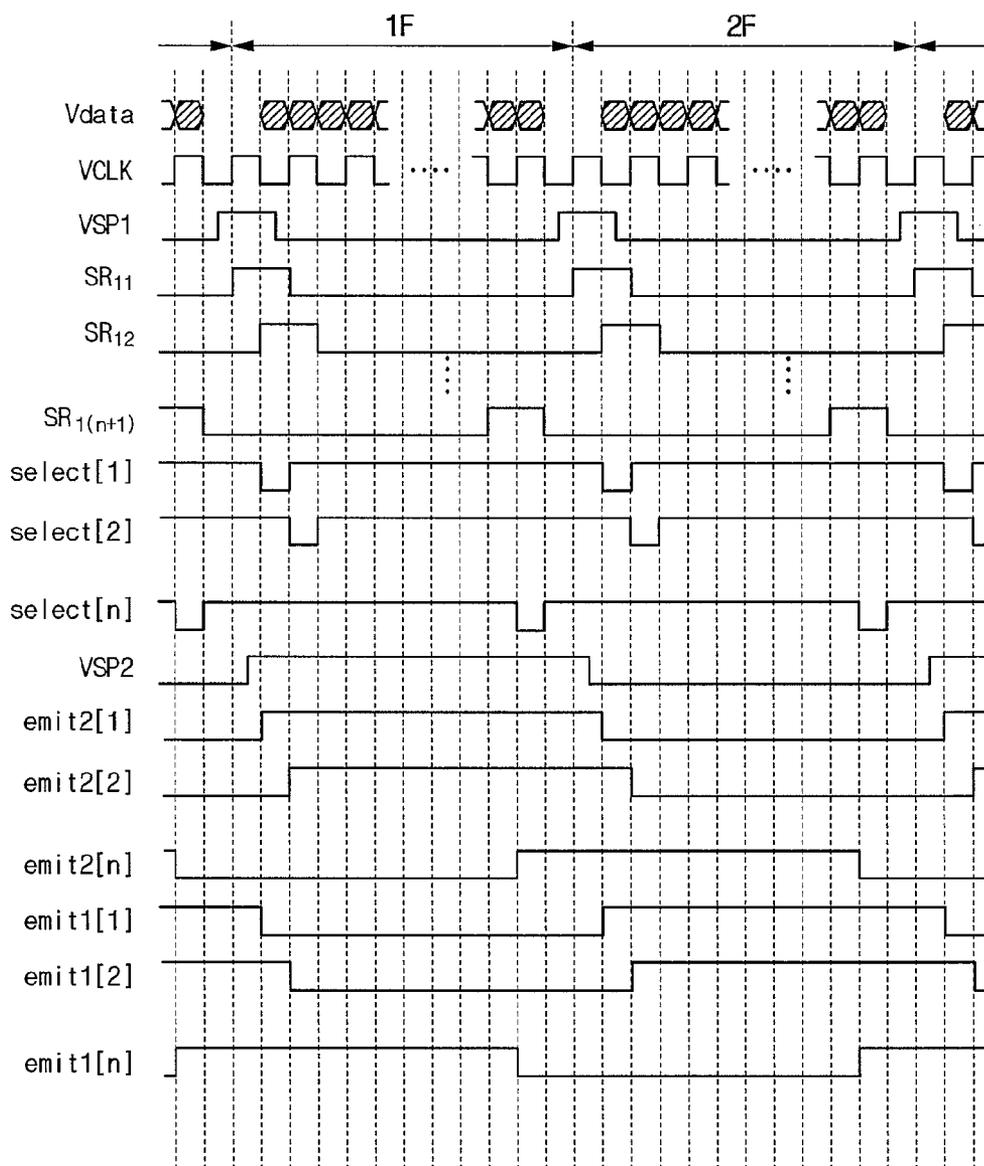 1F 2F
Vdata
VCLK
VSP1
SR₁₁
SR₁₂
SR₁₍ₙ₊₁₎
select[1]
select[2]
select[n]
VSP2
emit2[1]
emit2[2]
emit2[n]
emit1[1]
emit1[2]
emit1[n]